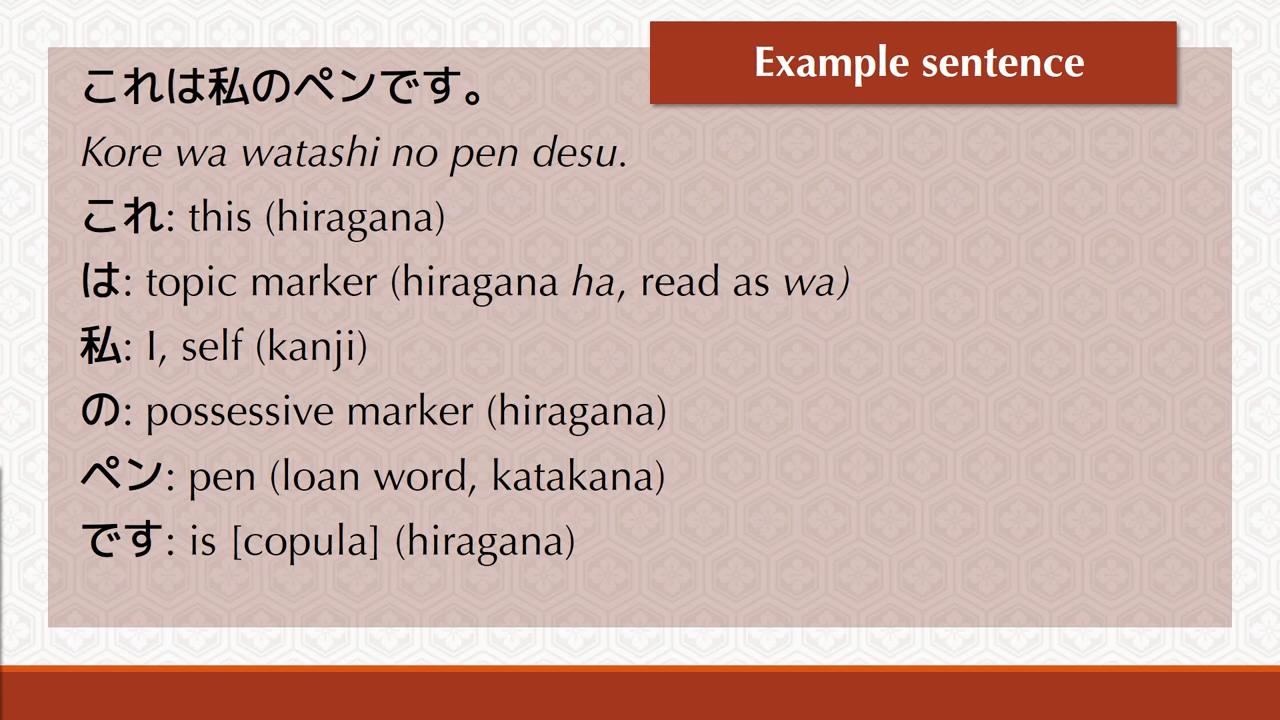 Example sentence
これは私のペンです。
Kore wa watashi no pen desu.
これ: this (hiragana)
は: topic marker (hiragana ha, read as wa)
私: I, self (kanji)
の: possessive marker (hiragana)
ペン: pen (loan word, katakana)
です: is [copula] (hiragana)